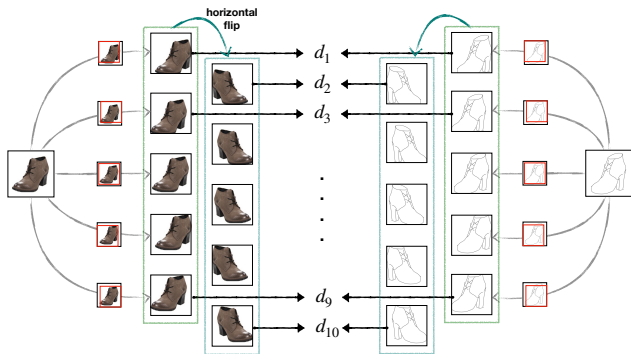 horizontal
flip
d₁
d₂
d₃
d₉
d₁₀